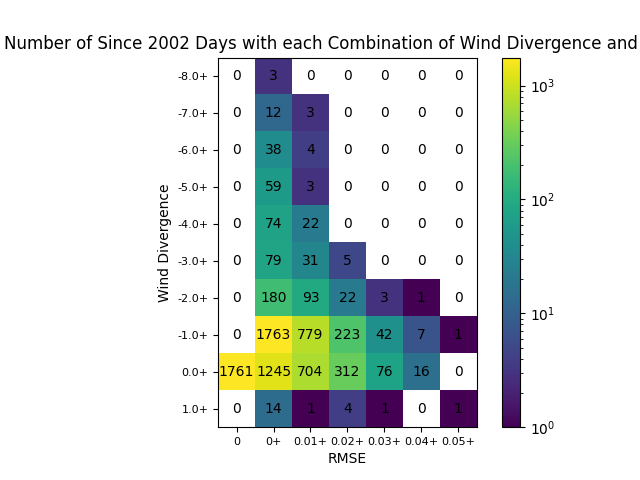 Number of Since 2002 Days with each Combination of Wind Divergence and
-8.0+ 0 3 0 0 0 0 0
-7.0+ 0 12 3 0 0 0 0
-6.0+ 0 38 4 0 0 0 0
-5.0+ 0 59 3 0 0 0 0
-4.0+ 0 74 22 0 0 0 0
-3.0+ 0 79 31 5 0 0 0
-2.0+ 0 180 93 22 3 1 0
-1.0+ 0 1763 779 223 42 7 1
0.0+ 1761 1245 704 312 76 16 0
1.0+ 0 14 1 4 1 0 1
0 0+ 0.01+ 0.02+ 0.03+ 0.04+ 0.05+
RMSE
Wind Divergence
10³
10²
10¹
10⁰